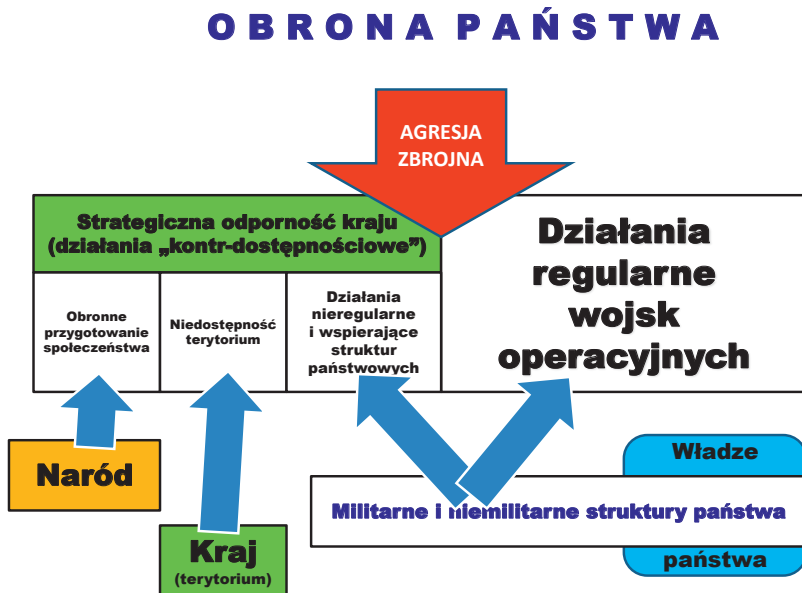 OBRONA PAŃSTWA
AGRESJA
ZBROJNA
Strategiczna odporność kraju
(działania „kontr-dostępnościowe”)
Działania
regularne
wojsk
operacyjnych
Obronne
przygotowanie
społeczeństwa
Niedostępność
terytorium
Działania
nieregularne
i wspierające
struktur
państwowych
Naród
Kraj
(terytorium)
Władze
Militarne i niemilitarne struktury państwa
państwa